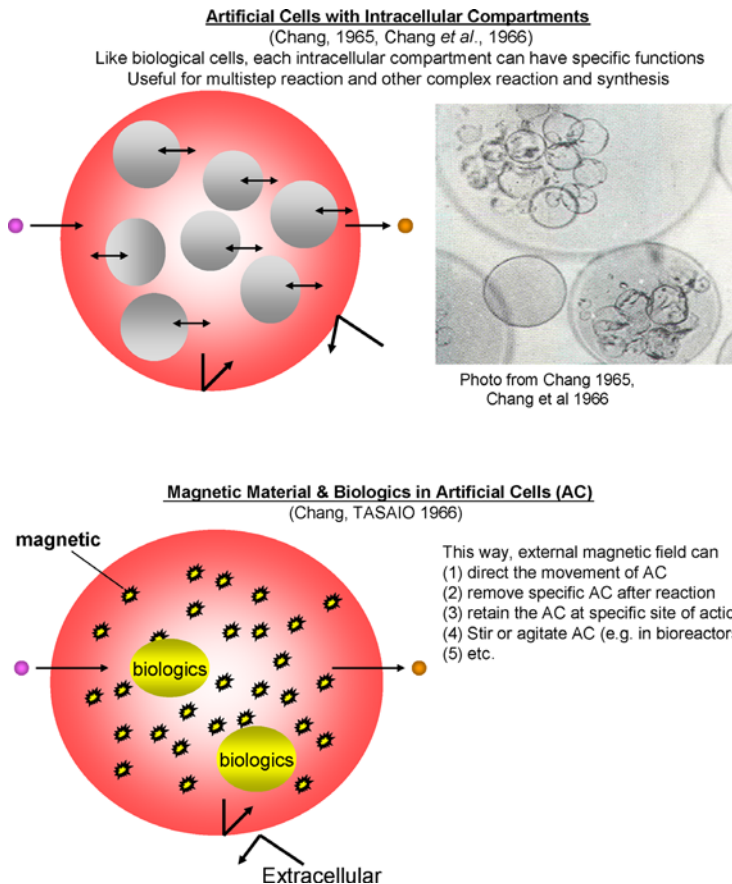 Artificial Cells with Intracellular Compartments
(Chang, 1965, Chang et al., 1966)
Like biological cells, each intracellular compartment can have specific functions
Useful for multistep reaction and other complex reaction and synthesis
Photo from Chang 1965,
Chang et al 1966
Magnetic Material & Biologics in Artificial Cells (AC)
(Chang, TASAIO 1966)
magnetic
This way, external magnetic field can
(1) direct the movement of AC
(2) remove specific AC after reaction
(3) retain the AC at specific site of actio
(4) Stir or agitate AC (e.g. in bioreactors
(5) etc.
biologics
biologics
Extracellular